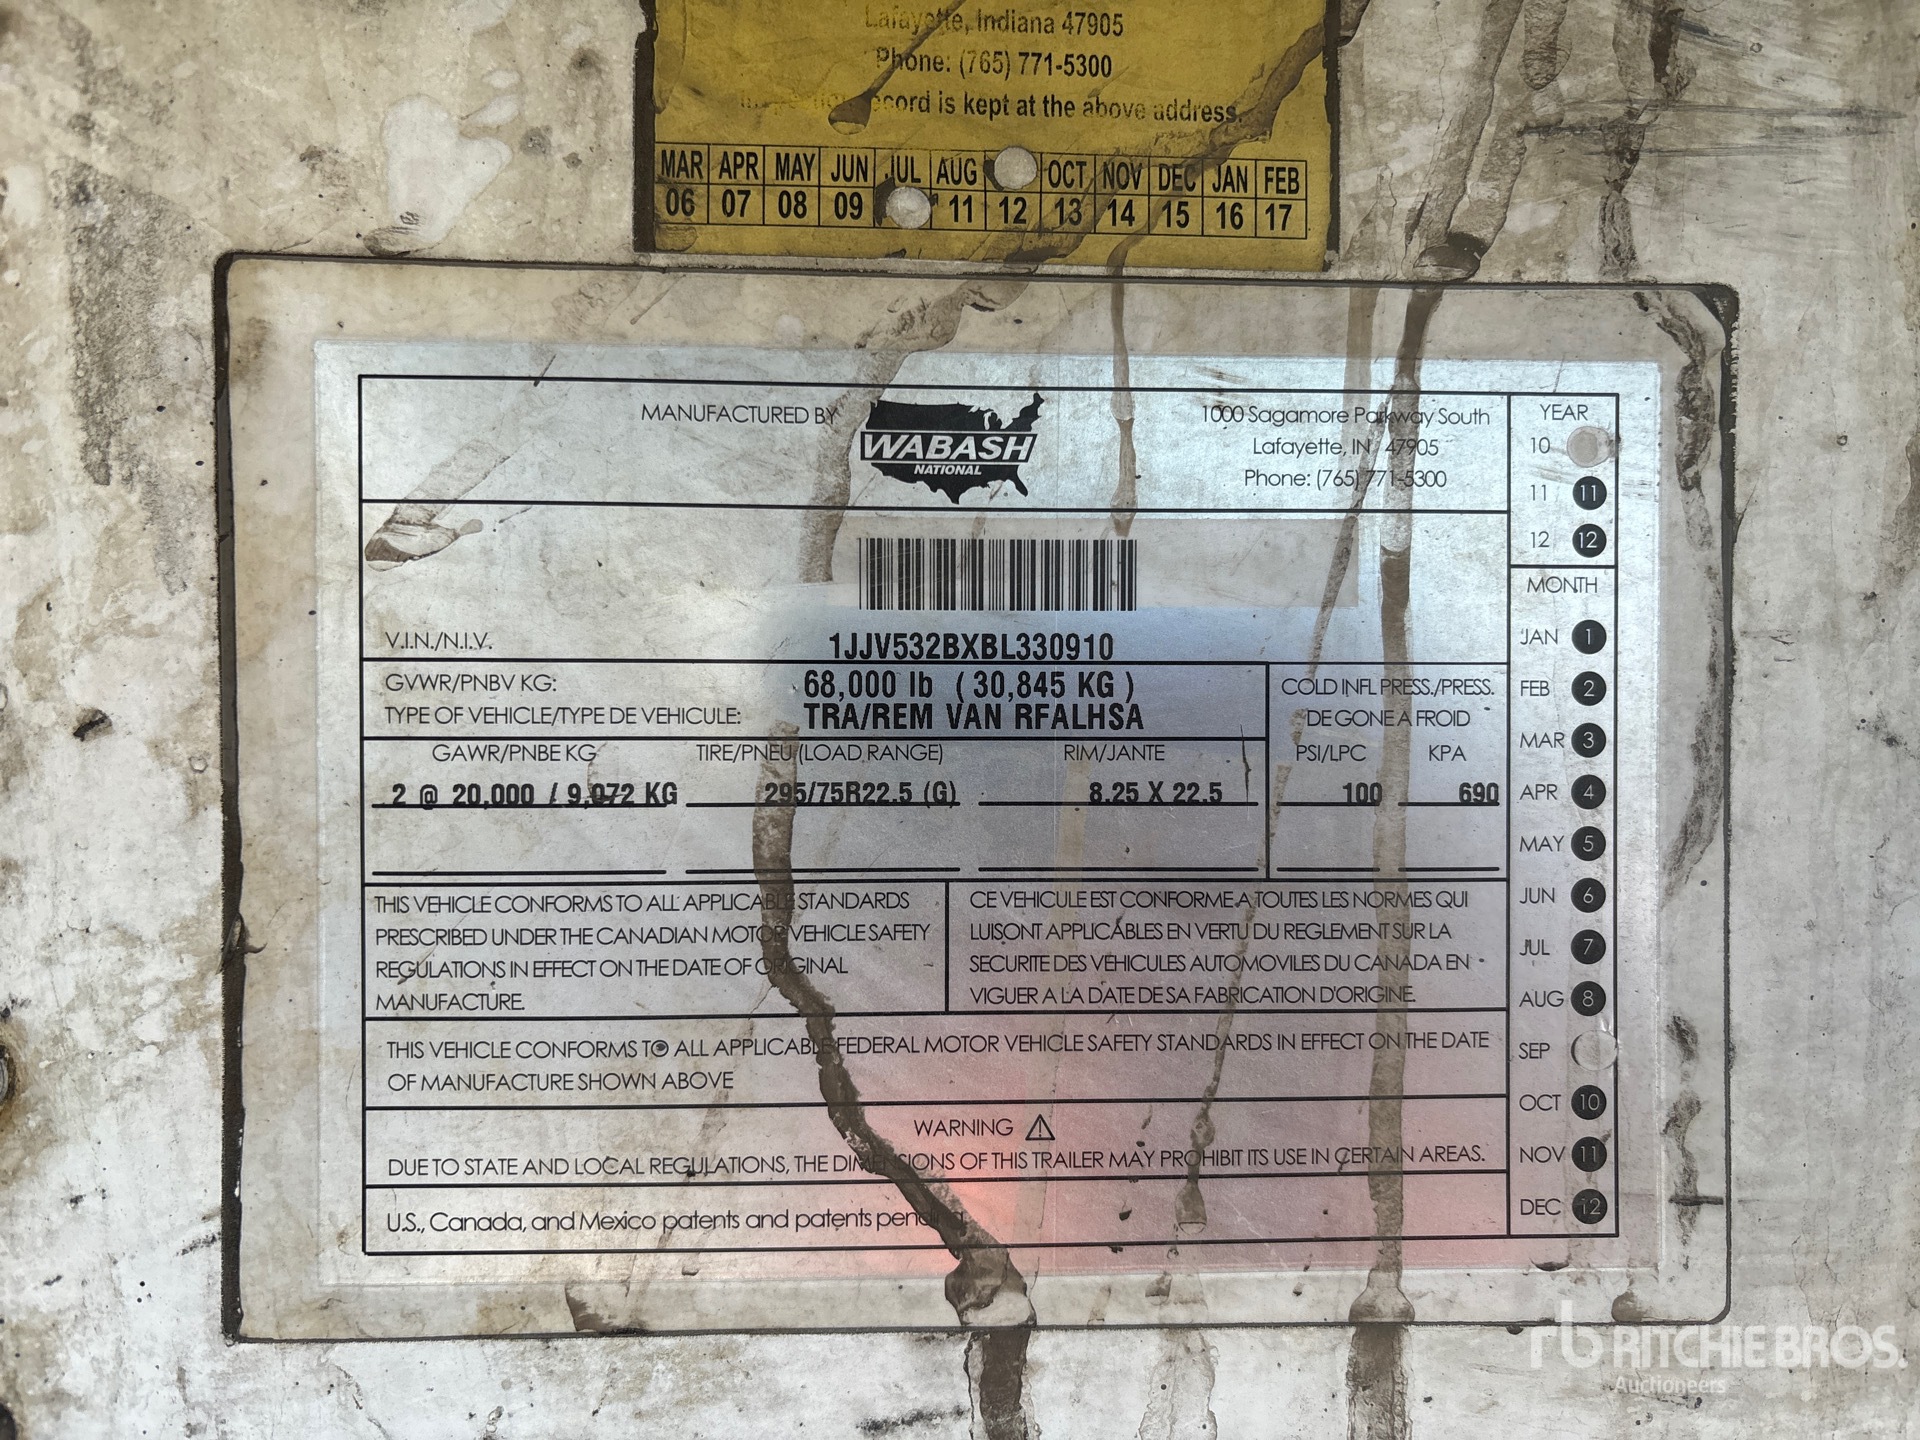 Lafayette, Indiana 47905
Phone: (765) 771-5300
record is kept at the above address.
MAR APR MAY JUN JUL AUG OCT NOV DEC JAN FEB
06 07 08 09 11 12 13 14 15 16 17
MANUFACTURED BY
WABASH
NATIONAL
1000 Sagamore Parkway South
Lafayette, IN 47905
Phone: (765) 771-5300
YEAR
10
11 11
12 12
MONTH
JAN 1
FEB 2
MAR 3
APR 4
MAY 5
JUN 6
JUL 7
AUG 8
SEP
OCT 10
NOV 11
DEC 12
V.I.N./N.I.V. 1JJV532BXBL330910
GVWR/PNBV KG: 68,000 lb (30,845 KG)
TYPE OF VEHICLE/TYPE DE VEHICULE: TRA/REM VAN RFALHSA
COLD INFL PRESS./PRESS.
DE GONE A FROID
GAWR/PNBE KG TIRE/PNEU (LOAD RANGE) RIM/JANTE PSI/LPC KPA
2 @ 20,000 / 9,072 KG 295/75R22.5 (G) 8.25 X 22.5 100 690
THIS VEHICLE CONFORMS TO ALL APPLICABLE STANDARDS
PRESCRIBED UNDER THE CANADIAN MOTOR VEHICLE SAFETY
REGULATIONS IN EFFECT ON THE DATE OF ORIGINAL
MANUFACTURE.
CE VEHICULE EST CONFORME A TOUTES LES NORMES QUI
LUISONT APPLICABLES EN VERTU DU REGLEMENT SUR LA
SECURITE DES VEHICULES AUTOMOVILES DU CANADA EN
VIGUER A LA DATE DE SA FABRICATION D'ORIGINE.
THIS VEHICLE CONFORMS TO ALL APPLICABLE FEDERAL MOTOR VEHICLE SAFETY STANDARDS IN EFFECT ON THE DATE
OF MANUFACTURE SHOWN ABOVE
WARNING
DUE TO STATE AND LOCAL REGULATIONS, THE DIMENSIONS OF THIS TRAILER MAY PROHIBIT ITS USE IN CERTAIN AREAS.
U.S., Canada, and Mexico patents and patents pending
rb RITCHIE BROS.
Auctioneers